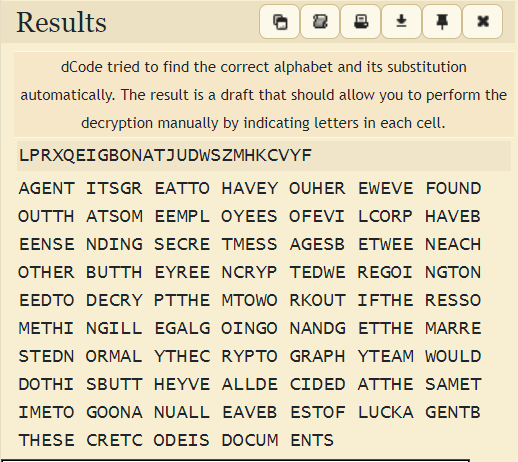 Results
dCode tried to find the correct alphabet and its substitution
automatically. The result is a draft that should allow you to perform the
decryption manually by indicating letters in each cell.
LPRXQEIGBONATJUDWSZMHKCVYF
AGENT ITSGR EATTO HAVEY OUHER EWEVE FOUND
OUTTH ATSOM EEMPL OYEES OFEVI LCORP HAVEB
EENSE NDING SECRE TMESS AGESB ETWEE NEACH
OTHER BUTTH EYREE NCRYP TEDWE REGOI NGTON
EEDTO DECRY PTTHE MTOWO RKOUT IFTHE RESSO
METHI NGILL EGALG OINGO NANDG ETTHE MARRE
STEDN ORMAL YTHEC RYPTO GRAPH YTEAM WOULD
DOTHI SBUTT HEYVE ALLDE CIDED ATTHE SAMET
IMETO GOONA NUALL EAVEB ESTOF LUCKA GENTB
THESE CRETC ODEIS DOCUM ENTS